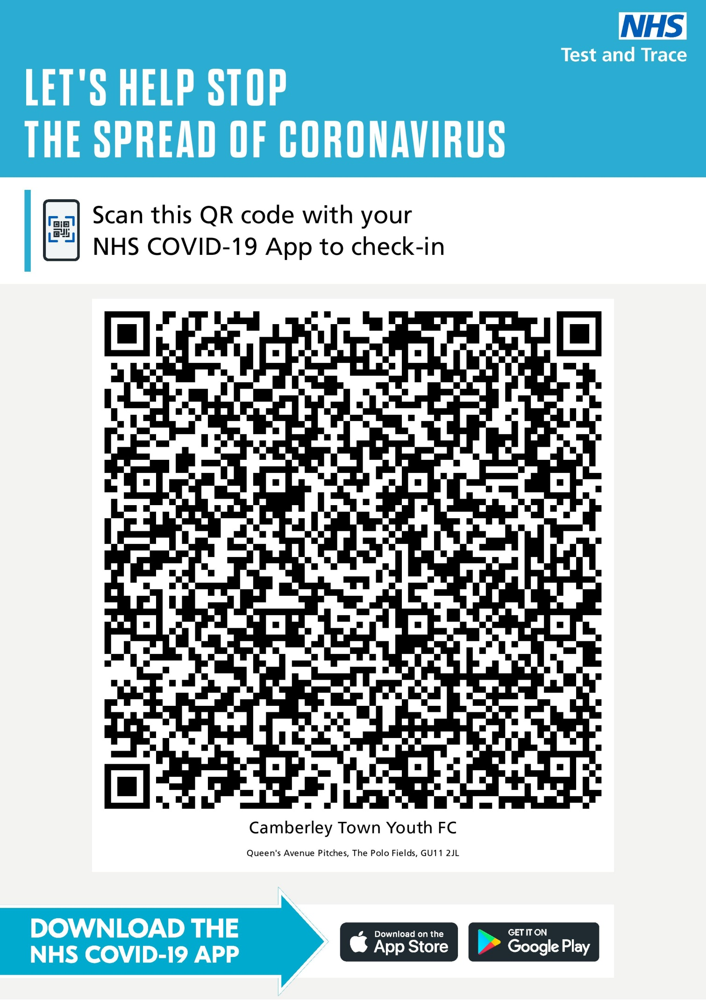 NHS
Test and Trace
LET'S HELP STOP
THE SPREAD OF CORONAVIRUS
Scan this QR code with your
NHS COVID-19 App to check-in
Camberley Town Youth FC
Queen's Avenue Pitches, The Polo Fields, GU11 2JL
DOWNLOAD THE
NHS COVID-19 APP
Download on the
App Store
GET IT ON
Google Play